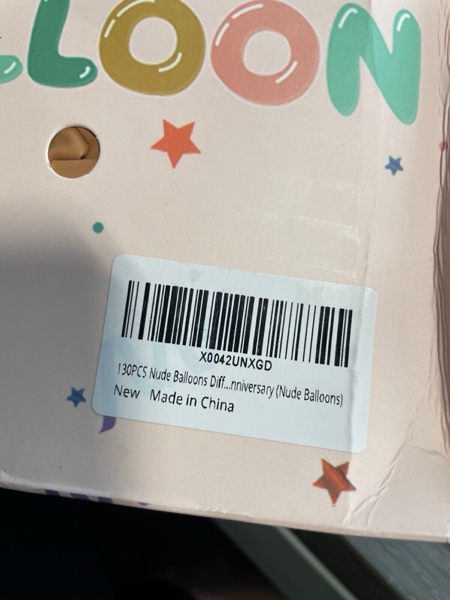 LLOON
X0042UNXGD
130PCS Nude Balloons Diff...nniversary (Nude Balloons)
New Made in China